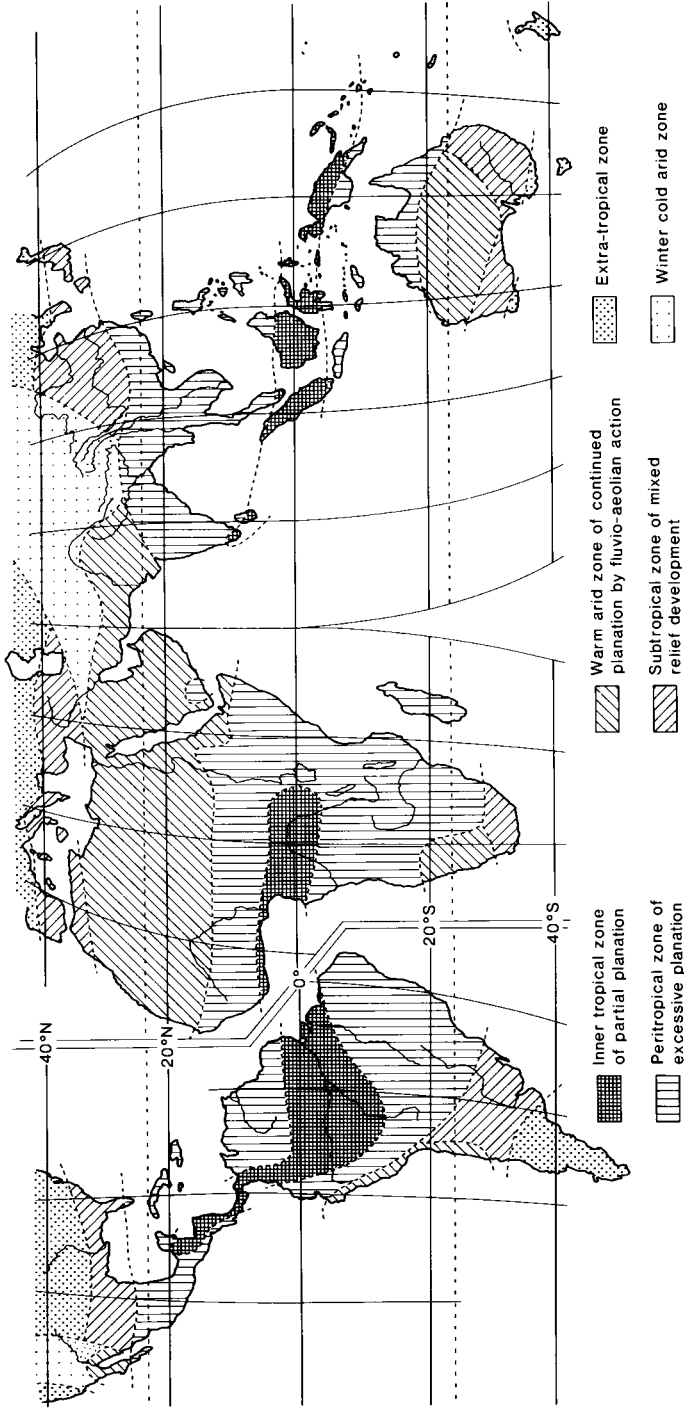 40°N
20°N
0°
20°S
40°S
Inner tropical zone
of partial planation
Peritropical zone of
excessive planation
Warm arid zone of continued
planation by fluvio-aeolian action
Subtropical zone of mixed
relief development
Extra-tropical zone
Winter cold arid zone